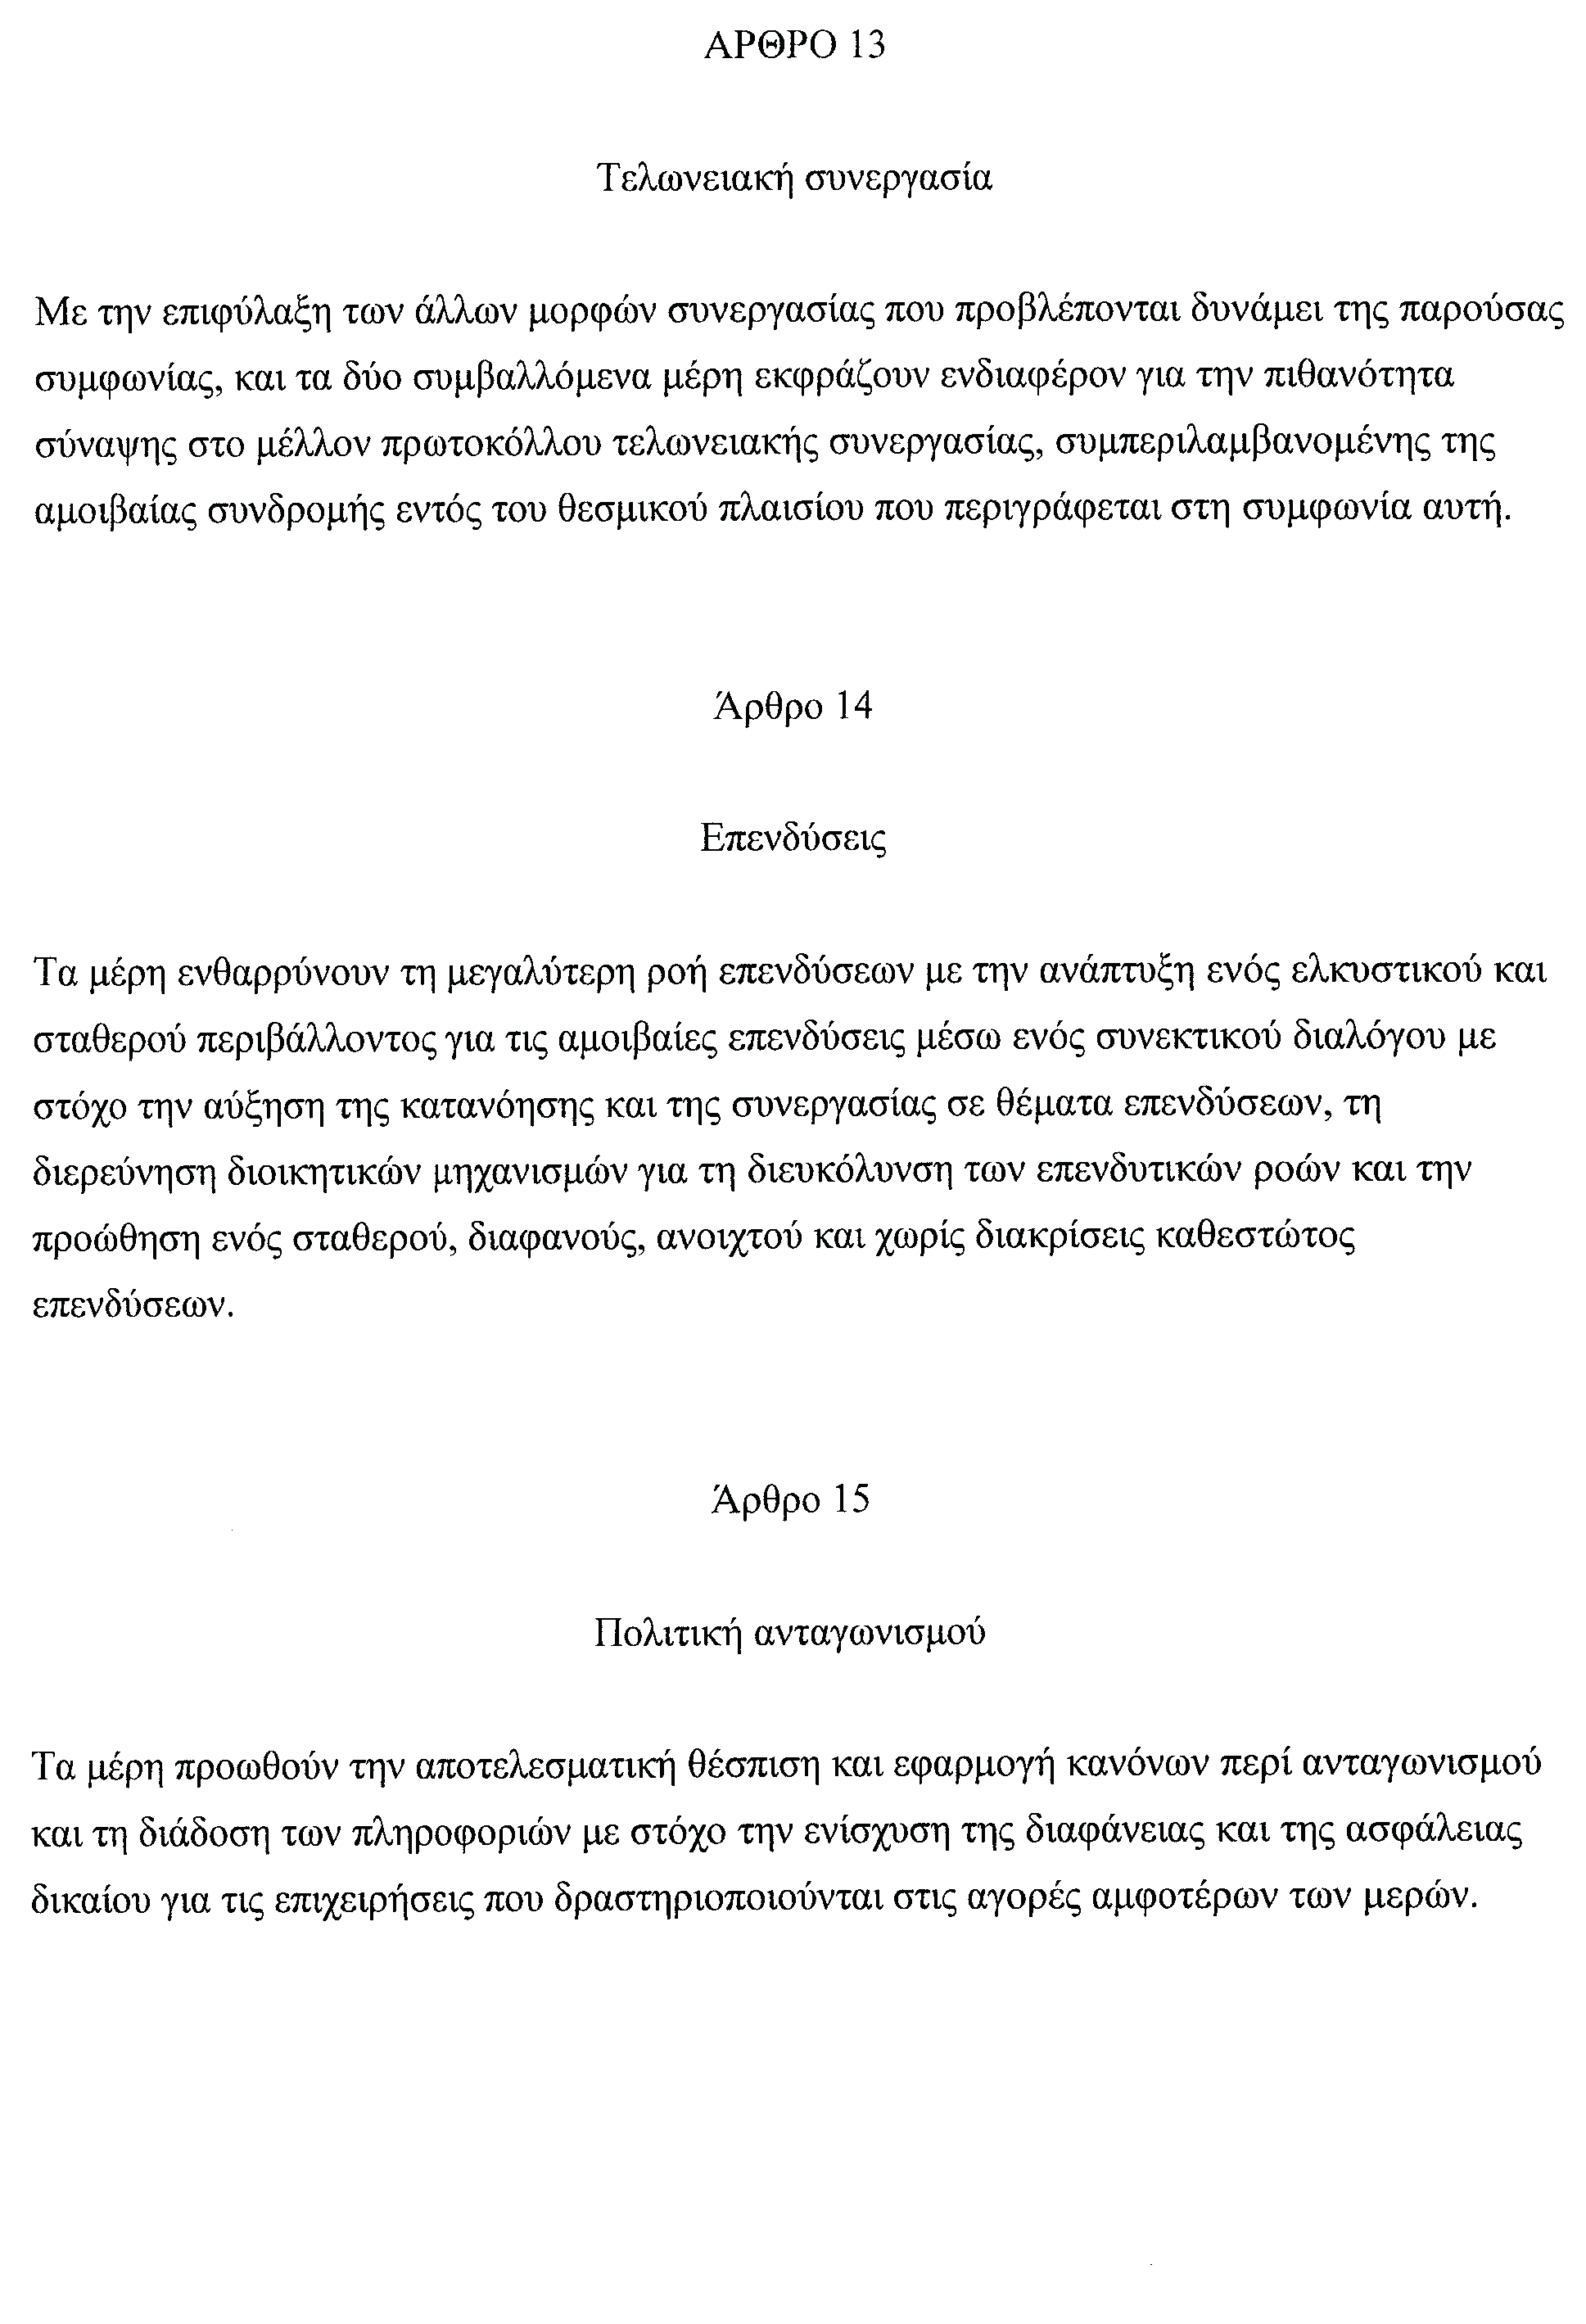 ΑΡΘΡΟ 13
Τελωνειακή συνεργασία
Με την επιφύλαξη των άλλων μορφών συνεργασίας που προβλέπονται δυνάμει της παρούσας
συμφωνίας, και τα δύο συμβαλλόμενα μέρη εκφράζουν ενδιαφέρον για την πιθανότητα
σύναψης στο μέλλον πρωτοκόλλου τελωνειακής συνεργασίας, συμπεριλαμβανομένης της
αμοιβαίας συνδρομής εντός του θεσμικού πλαισίου που περιγράφεται στη συμφωνία αυτή.
Άρθρο 14
Επενδύσεις
Τα μέρη ενθαρρύνουν τη μεγαλύτερη ροή επενδύσεων με την ανάπτυξη ενός ελκυστικού και
σταθερού περιβάλλοντος για τις αμοιβαίες επενδύσεις μέσω ενός συνεκτικού διαλόγου με
στόχο την αύξηση της κατανόησης και της συνεργασίας σε θέματα επενδύσεων, τη
διερεύνηση διοικητικών μηχανισμών για τη διευκόλυνση των επενδυτικών ροών και την
προώθηση ενός σταθερού, διαφανούς, ανοιχτού και χωρίς διακρίσεις καθεστώτος
επενδύσεων.
Άρθρο 15
Πολιτική ανταγωνισμού
Τα μέρη προωθούν την αποτελεσματική θέσπιση και εφαρμογή κανόνων περί ανταγωνισμού
και τη διάδοση των πληροφοριών με στόχο την ενίσχυση της διαφάνειας και της ασφάλειας
δικαίου για τις επιχειρήσεις που δραστηριοποιούνται στις αγορές αμφοτέρων των μερών.